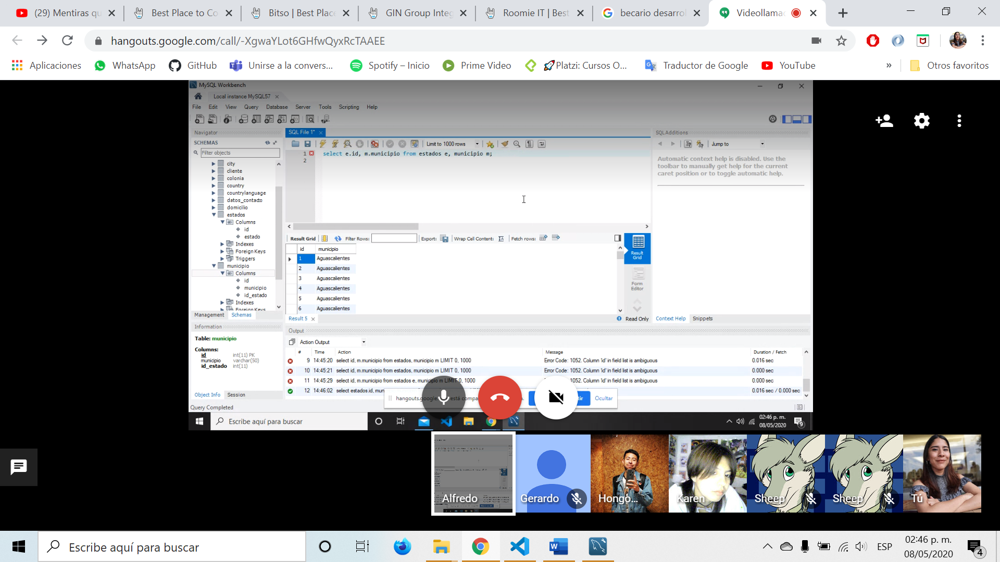 (29) Mentiras qu
Best Place to Co
Bitso | Best Place
GIN Group Integ
Roomie IT | Best
becario desarrol
Videollamac
hangouts.google.com/call/-XgwaYLot6GHfwQyxRcTAAEE
Aplicaciones
WhatsApp
GitHub
Unirse a la convers...
Spotify – Inicio
Prime Video
Platzi: Cursos O...
Traductor de Google
YouTube
»
Otros favoritos
MySQL Workbench
Local instance MySQL57
File Edit View Query Database Server Tools Scripting Help
Navigator
SQL File 1*
SQLAdditions
SCHEMAS
Limit to 1000 rows
Jump to
Filter objects
1 select e.id, m.municipio from estados e, municipio m;
2
Automatic context help is disabled. Use the
toolbar to manually get help for the current
caret position or to toggle automatic help.
city
cliente
colonia
country
countrylanguage
datos_contacto
domicilio
estados
Columns
id
estado
Indexes
Foreign Keys
Triggers
municipio
Columns
id
municipio
id_estado
Indexes
Foreign Keys
Result Grid Filter Rows: Export: Wrap Cell Content: Fetch rows:
id municipio
1 Aguascalientes
2 Aguascalientes
3 Aguascalientes
4 Aguascalientes
5 Aguascalientes
6 Aguascalientes
Result Grid
Form Editor
Management Schemas
Result 5
Read Only
Context Help Snippets
Information
Table: municipio
Columns:
id int(11) PK
municipio varchar(50)
id_estado int(11)
Object Info Session
Query Completed
Output
Action Output
# Time Action Message Duration / Fetch
9 14:45:20 select id, m.municipio from estados, municipio m LIMIT 0, 1000 Error Code: 1052. Column 'id' in field list is ambiguous 0.016 sec
10 14:45:21 select id, m.municipio from estados, municipio m LIMIT 0, 1000 Error Code: 1052. Column 'id' in field list is ambiguous 0.000 sec
11 14:45:29 select id, m.municipio from estados e, municipio m LIMIT 0, 1000 1052. Column 'id' in field list is ambiguous 0.000 sec
12 14:46:02 select estados.id, mun 0.016 sec / 0.000 sec
hangouts.google. está compa
Ocultar
Escribe aquí para buscar
02:46 p. m.
08/05/2020
9
Alfredo
Gerardo
Hongo...
Karen
Sheep
Sheep
Tú
Escribe aquí para buscar
ESP
02:46 p. m.
08/05/2020
4